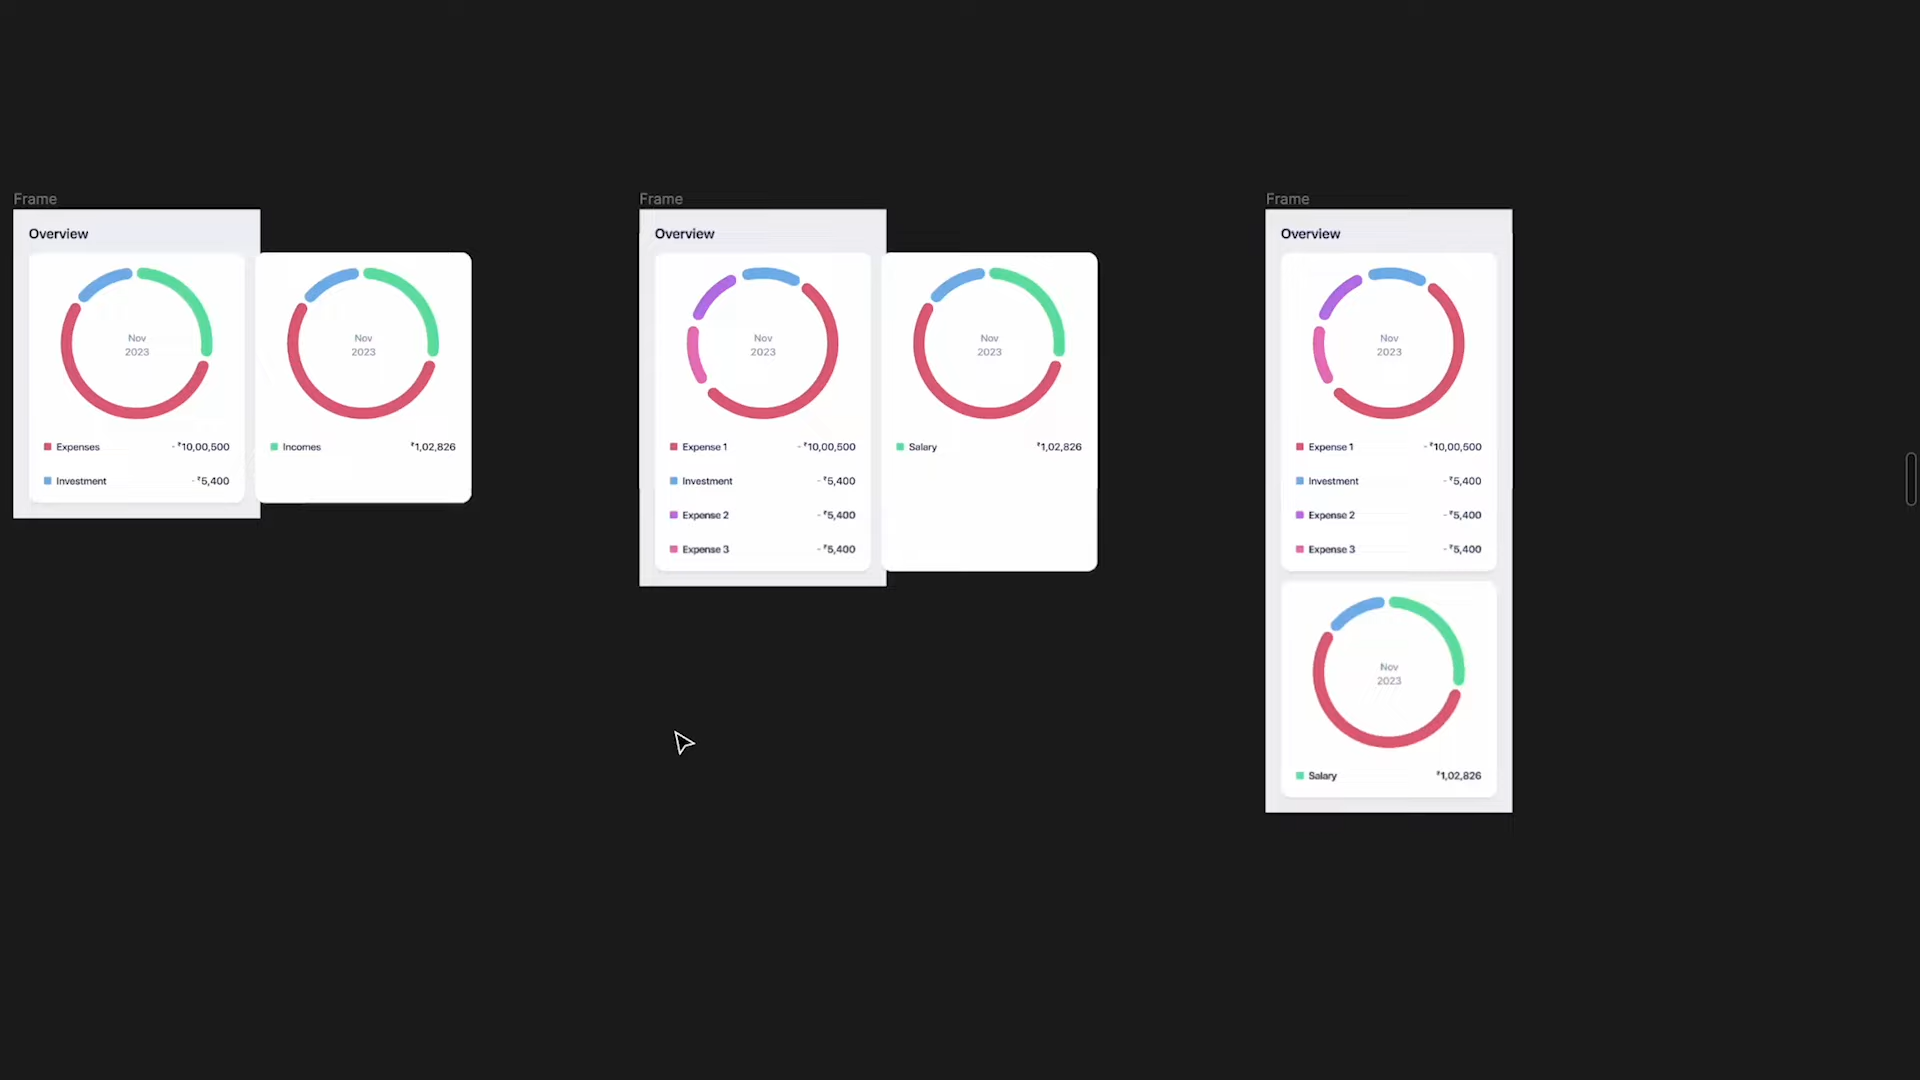 Frame
Overview
Nov
2023
Expenses - ₹10,00,500
Investment - ₹5,400
Nov
2023
Incomes ₹1,02,826
Frame
Overview
Nov
2023
Expense 1 - ₹10,00,500
Investment - ₹5,400
Expense 2 - ₹5,400
Expense 3 - ₹5,400
Nov
2023
Salary ₹1,02,826
Frame
Overview
Nov
2023
Expense 1 - ₹10,00,500
Investment - ₹5,400
Expense 2 - ₹5,400
Expense 3 - ₹5,400
Nov
2023
Salary ₹1,02,826